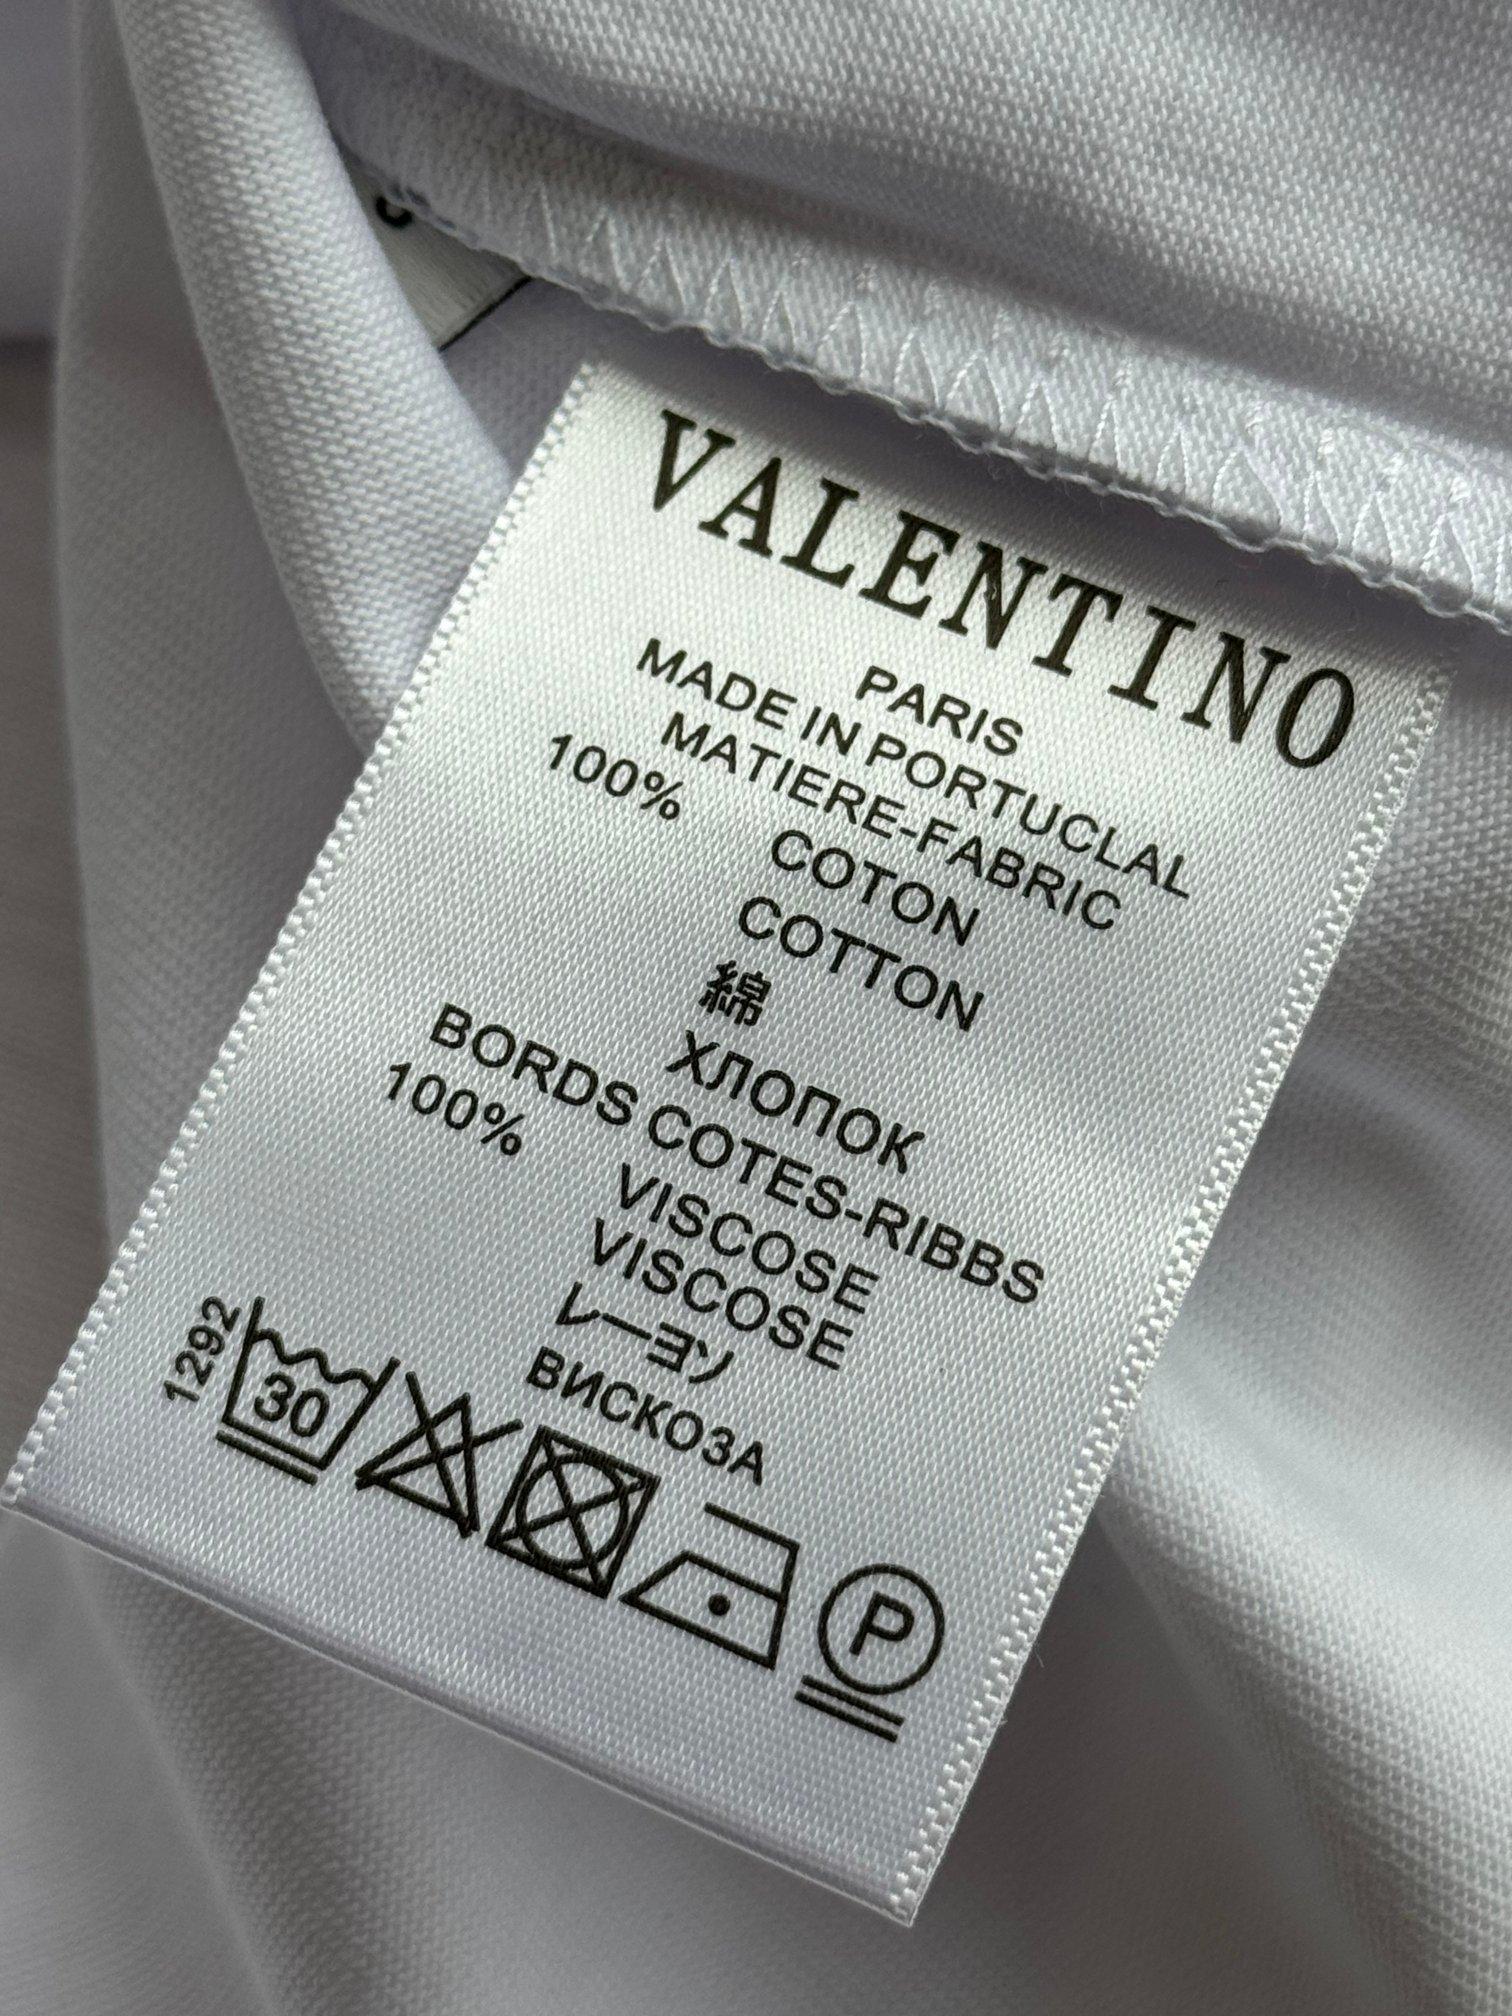 VALENTINO
PARIS
MADE IN PORTUCLAL
MATIERE-FABRIC
100% COTON
COTTON
綿
ХЛОПОК
BORDS COTES-RIBBS
100% VISCOSE
VISCOSE
レーヨン
ВИСКОЗА
1292
30
P